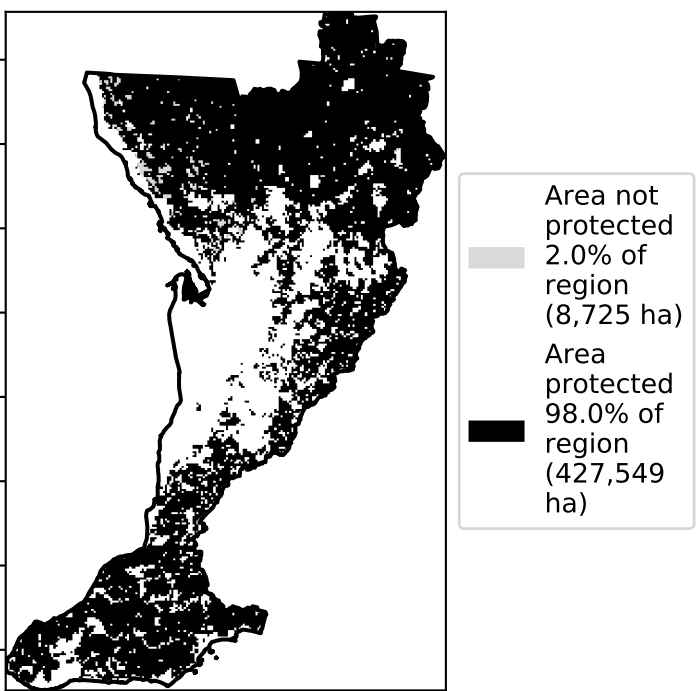 Area not
protected
2.0% of
region
(8,725 ha)
Area
protected
98.0% of
region
(427,549
ha)